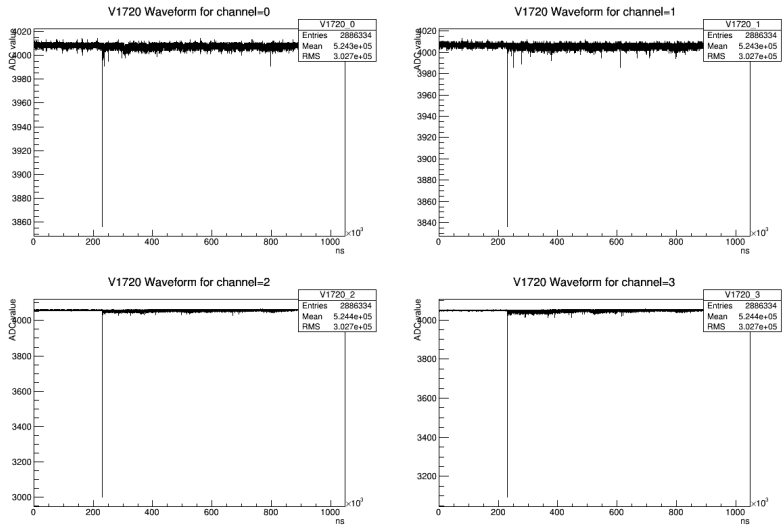 V1720 Waveform for channel=0
V1720_0
Entries 2886334
Mean 5.243e+05
RMS 3.027e+05
ADC value
4020
4000
3980
3960
3940
3920
3900
3880
3860
0 200 400 600 800 1000
×10³
ns
V1720 Waveform for channel=1
V1720_1
Entries 2886334
Mean 5.243e+05
RMS 3.027e+05
ADC value
4020
4000
3980
3960
3940
3920
3900
3880
3860
3840
0 200 400 600 800 1000
×10³
ns
V1720 Waveform for channel=2
V1720_2
Entries 2886334
Mean 5.244e+05
RMS 3.027e+05
ADC value
4000
3800
3600
3400
3200
3000
0 200 400 600 800 1000
×10³
ns
V1720 Waveform for channel=3
V1720_3
Entries 2886334
Mean 5.244e+05
RMS 3.027e+05
ADC value
4000
3800
3600
3400
3200
0 200 400 600 800 1000
×10³
ns